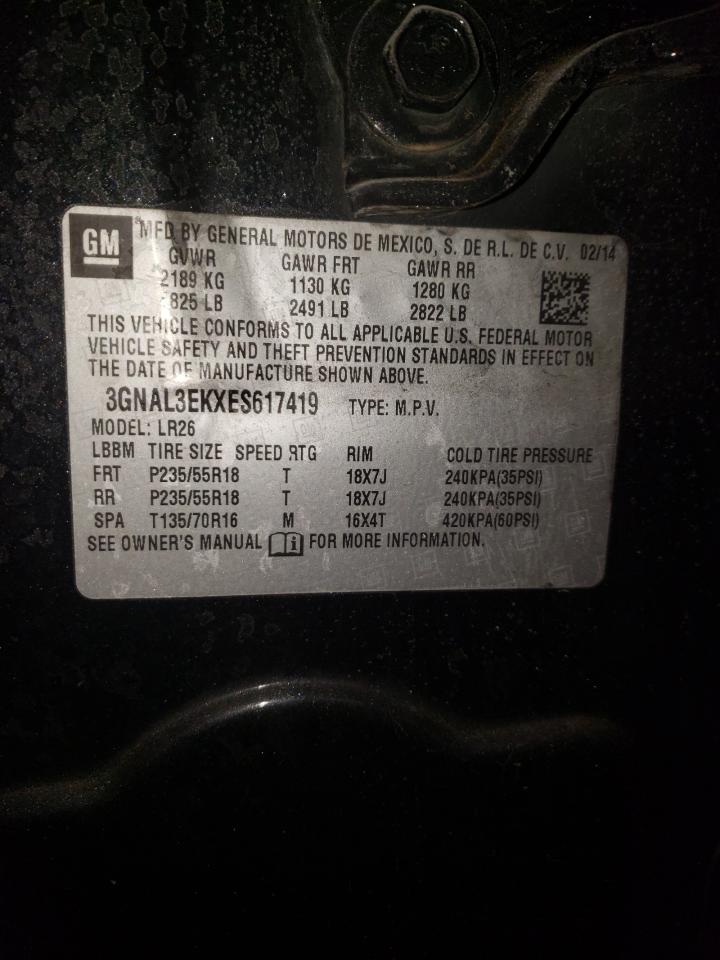 GM
MFD BY GENERAL MOTORS DE MEXICO, S. DE R.L. DE C.V. 02/14
GVWR GAWR FRT GAWR RR
2189 KG 1130 KG 1280 KG
825 LB 2491 LB 2822 LB
THIS VEHICLE CONFORMS TO ALL APPLICABLE U.S. FEDERAL MOTOR
VEHICLE SAFETY AND THEFT PREVENTION STANDARDS IN EFFECT ON
THE DATE OF MANUFACTURE SHOWN ABOVE.
3GNAL3EKXES617419 TYPE: M.P.V.
MODEL: LR26
LBBM TIRE SIZE SPEED RTG RIM COLD TIRE PRESSURE
FRT P235/55R18 T 18X7J 240KPA(35PSI)
RR P235/55R18 T 18X7J 240KPA(35PSI)
SPA T135/70R16 M 16X4T 420KPA(60PSI)
SEE OWNER'S MANUAL FOR MORE INFORMATION.